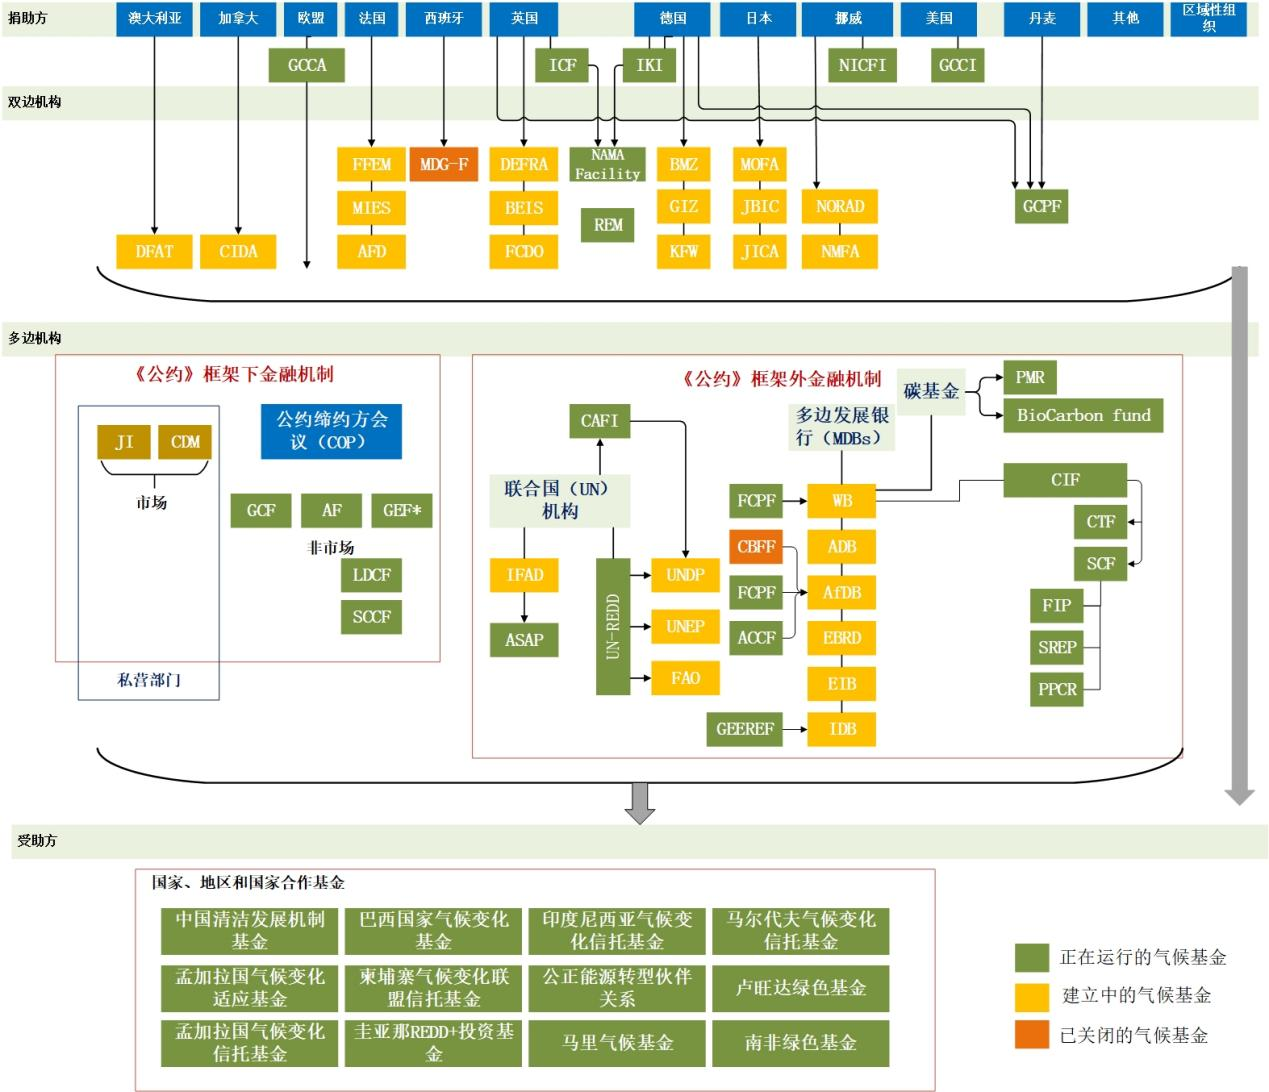 捐助方
澳大利亚
加拿大
欧盟
法国
西班牙
英国
德国
日本
挪威
美国
丹麦
其他
区域性组
织
GCCA
ICF
IKI
NICFI
GCCI
双边机构
FFEM
MDG-F
DEFRA
NAMA
Facility
BMZ
MOFA
MIES
BEIS
REM
GIZ
JBIC
NORAD
GCPF
DFAT
CIDA
AFD
FCDO
KFW
JICA
NMFA
多边机构
《公约》框架下金融机制
JI
CDM
市场
公约缔约方会
议（COP）
GCF
AF
GEF*
非市场
LDCF
SCCF
私营部门
《公约》框架外金融机制
碳基金
PMR
BioCarbon fund
CAFI
多边发展银
行（MDBs）
联合国（UN）
机构
FCPF
WB
CIF
CTF
CBFF
ADB
SCF
IFAD
UN-REDD
UNDP
FCPF
AfDB
FIP
ASAP
UNEP
ACCF
EBRD
SREP
FAO
EIB
PPCR
GEEREF
IDB
受助方
国家、地区和国家合作基金
中国清洁发展机制
基金
巴西国家气候变化
基金
印度尼西亚气候变
化信托基金
马尔代夫气候变化
信托基金
孟加拉国气候变化
适应基金
柬埔寨气候变化联
盟信托基金
公正能源转型伙伴
关系
卢旺达绿色基金
孟加拉国气候变化
信托基金
圭亚那REDD+投资基
金
马里气候基金
南非绿色基金
正在运行的气候基金
建立中的气候基金
已关闭的气候基金